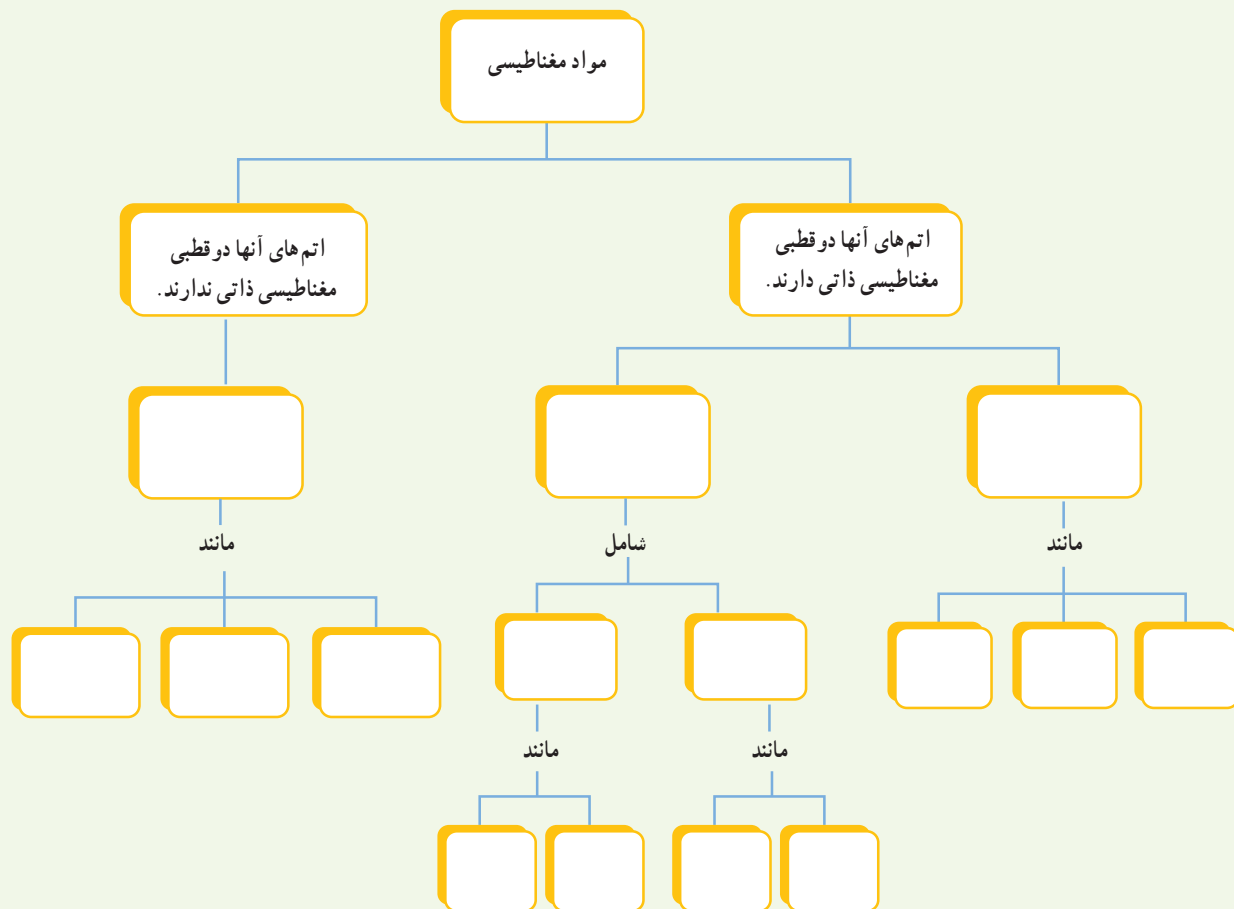 مواد مغناطیسی
اتم‌های آنها دوقطبی
مغناطیسی ذاتی دارند.
اتم‌های آنها دوقطبی
مغناطیسی ذاتی ندارند.
مانند
شامل
مانند
مانند
مانند